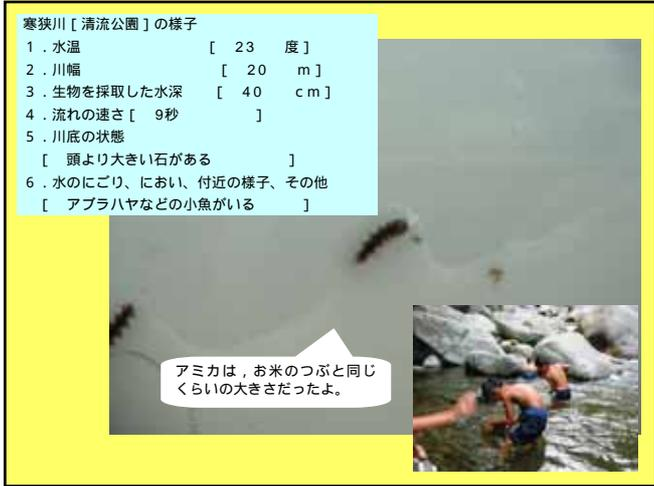 寒狭川［清流公園］の様子
１．水温　［　23　度］
２．川幅　［　20　ｍ］
３．生物を採取した水深　［　40　ｃｍ］
４．流れの速さ［　9秒　］
５．川底の状態
［　頭より大きい石がある　］
６．水のにごり、におい、付近の様子、その他
［　アブラハヤなどの小魚がいる　］
アミカは，お米のつぶと同じ
くらいの大きさだったよ。